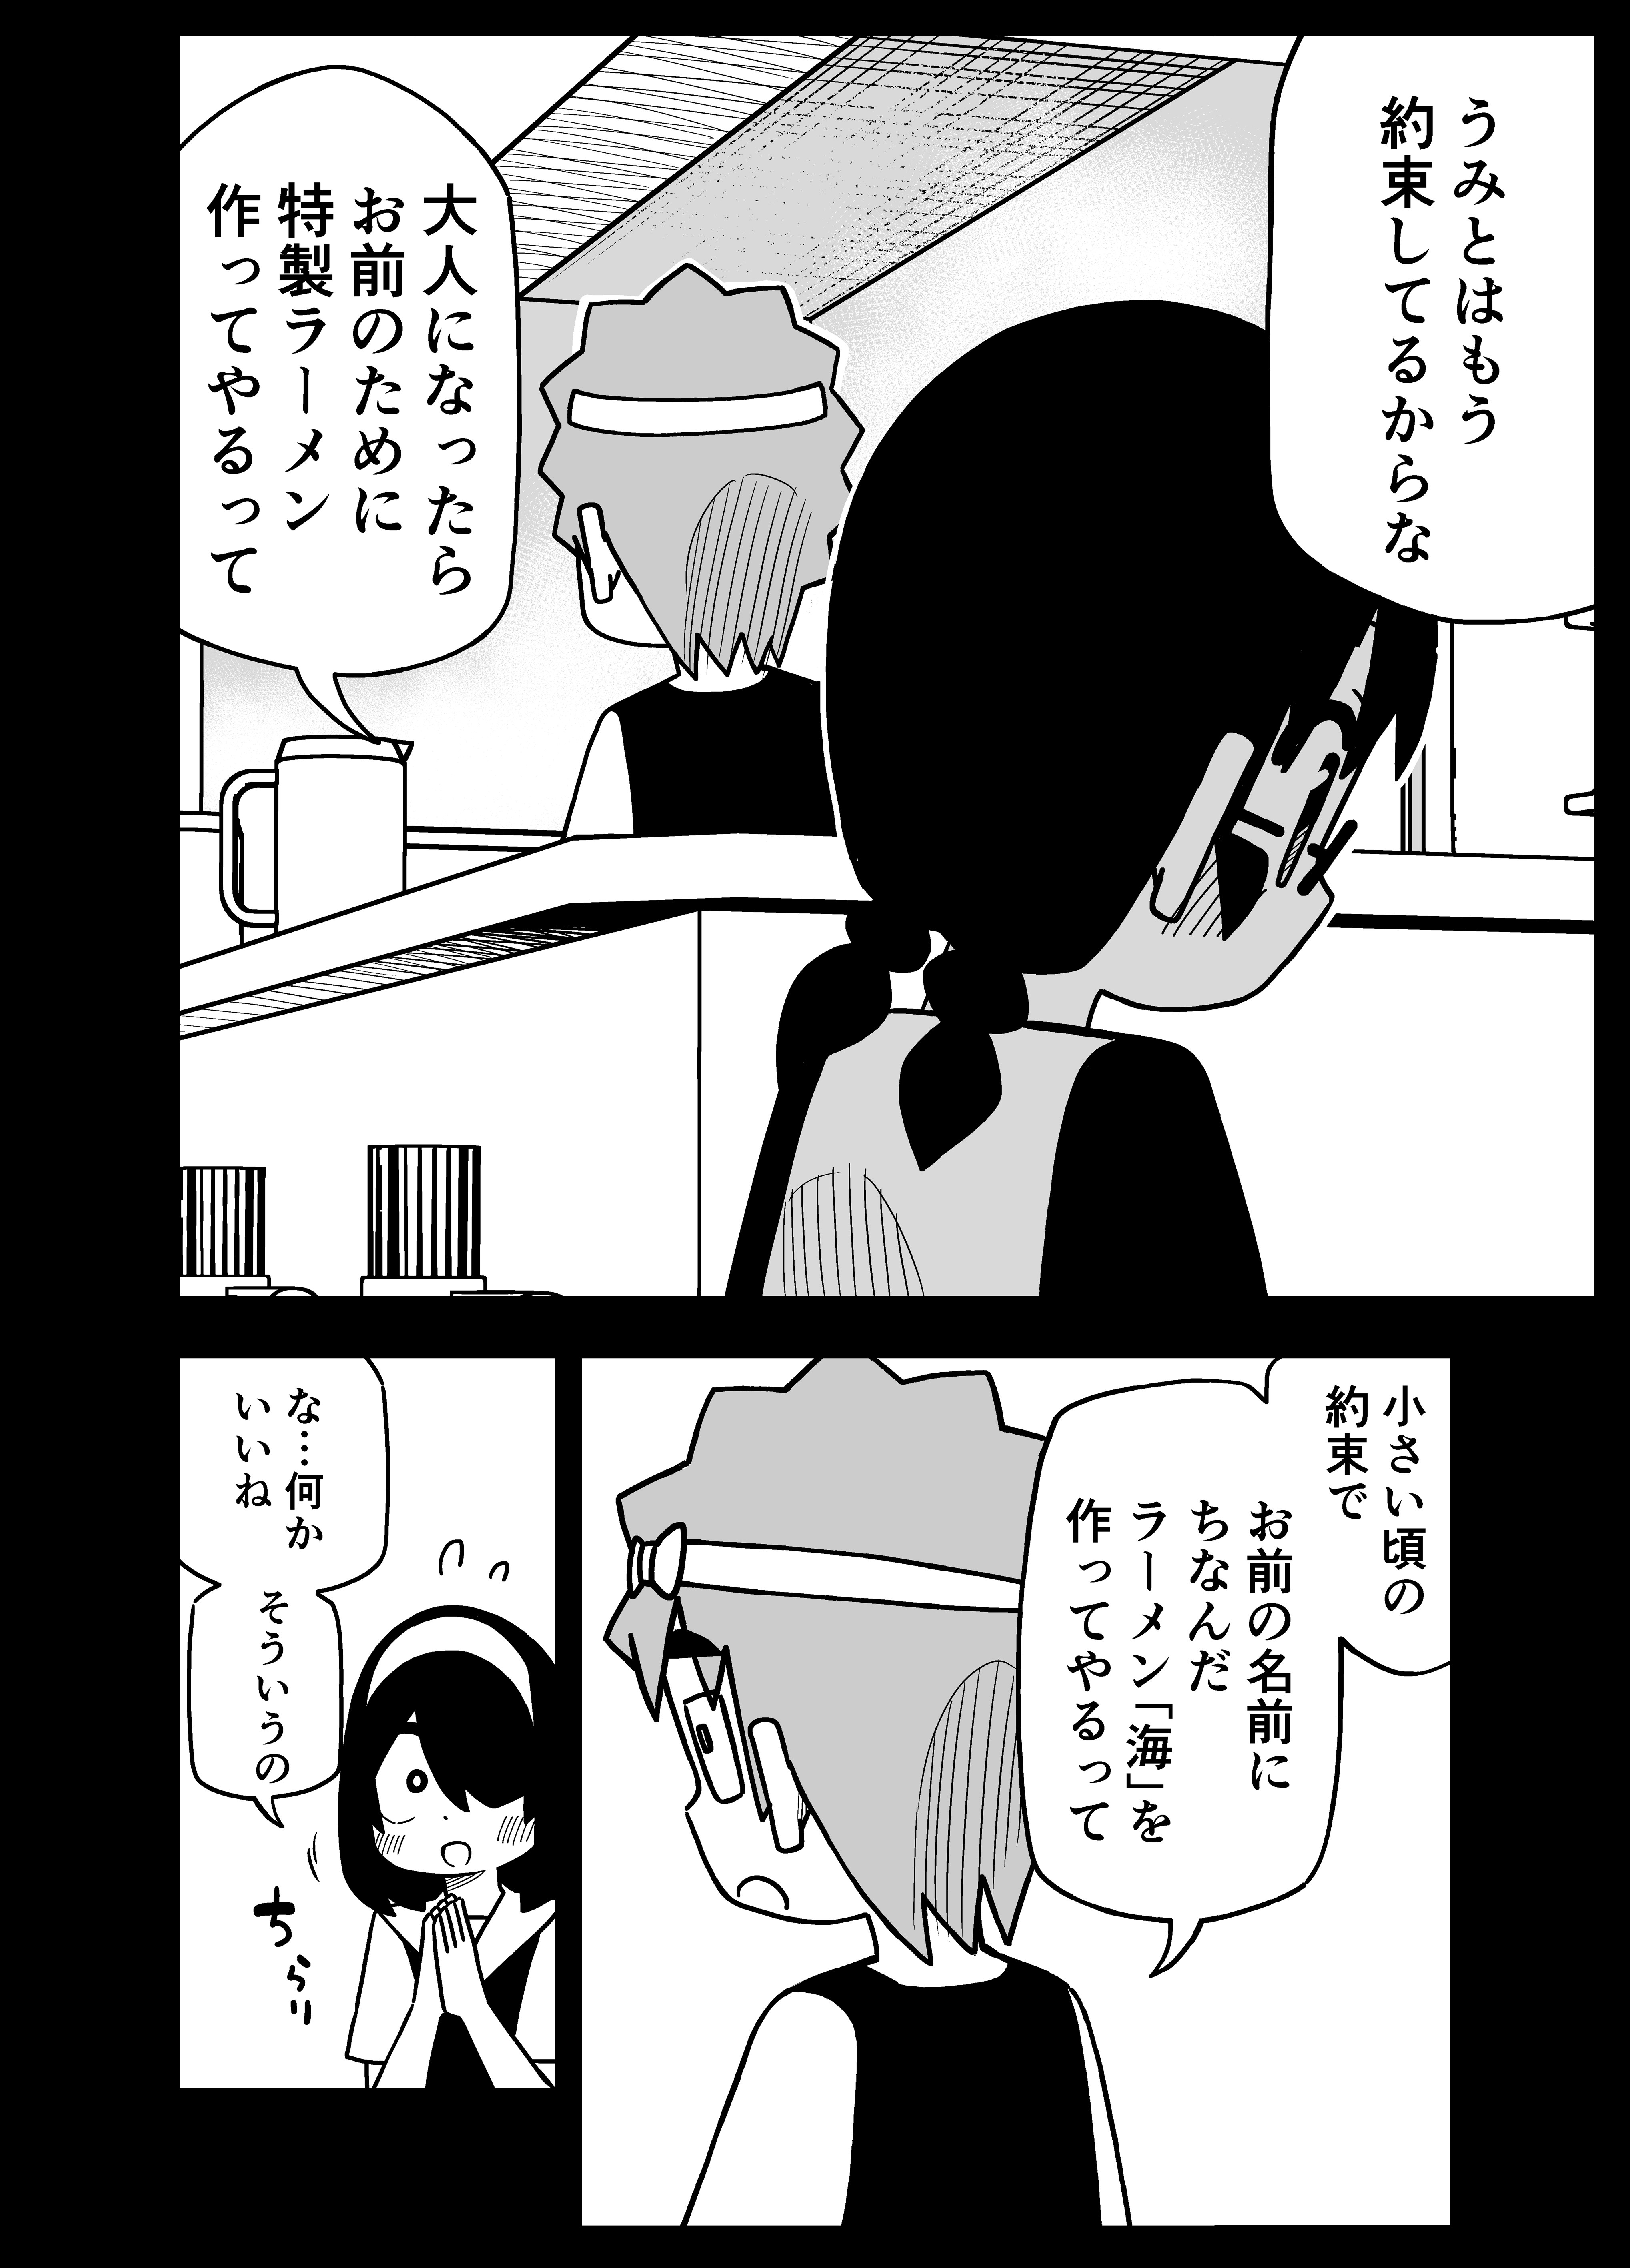 うみとはもう
約束してるからな
大人になったら
お前のために
特製ラーメン
作ってやるって
小さい頃の
約束で
お前の名前に
ちなんだ
ラーメン「海」を
作ってやるって
な…何か
いいね
そういうの
ちらり